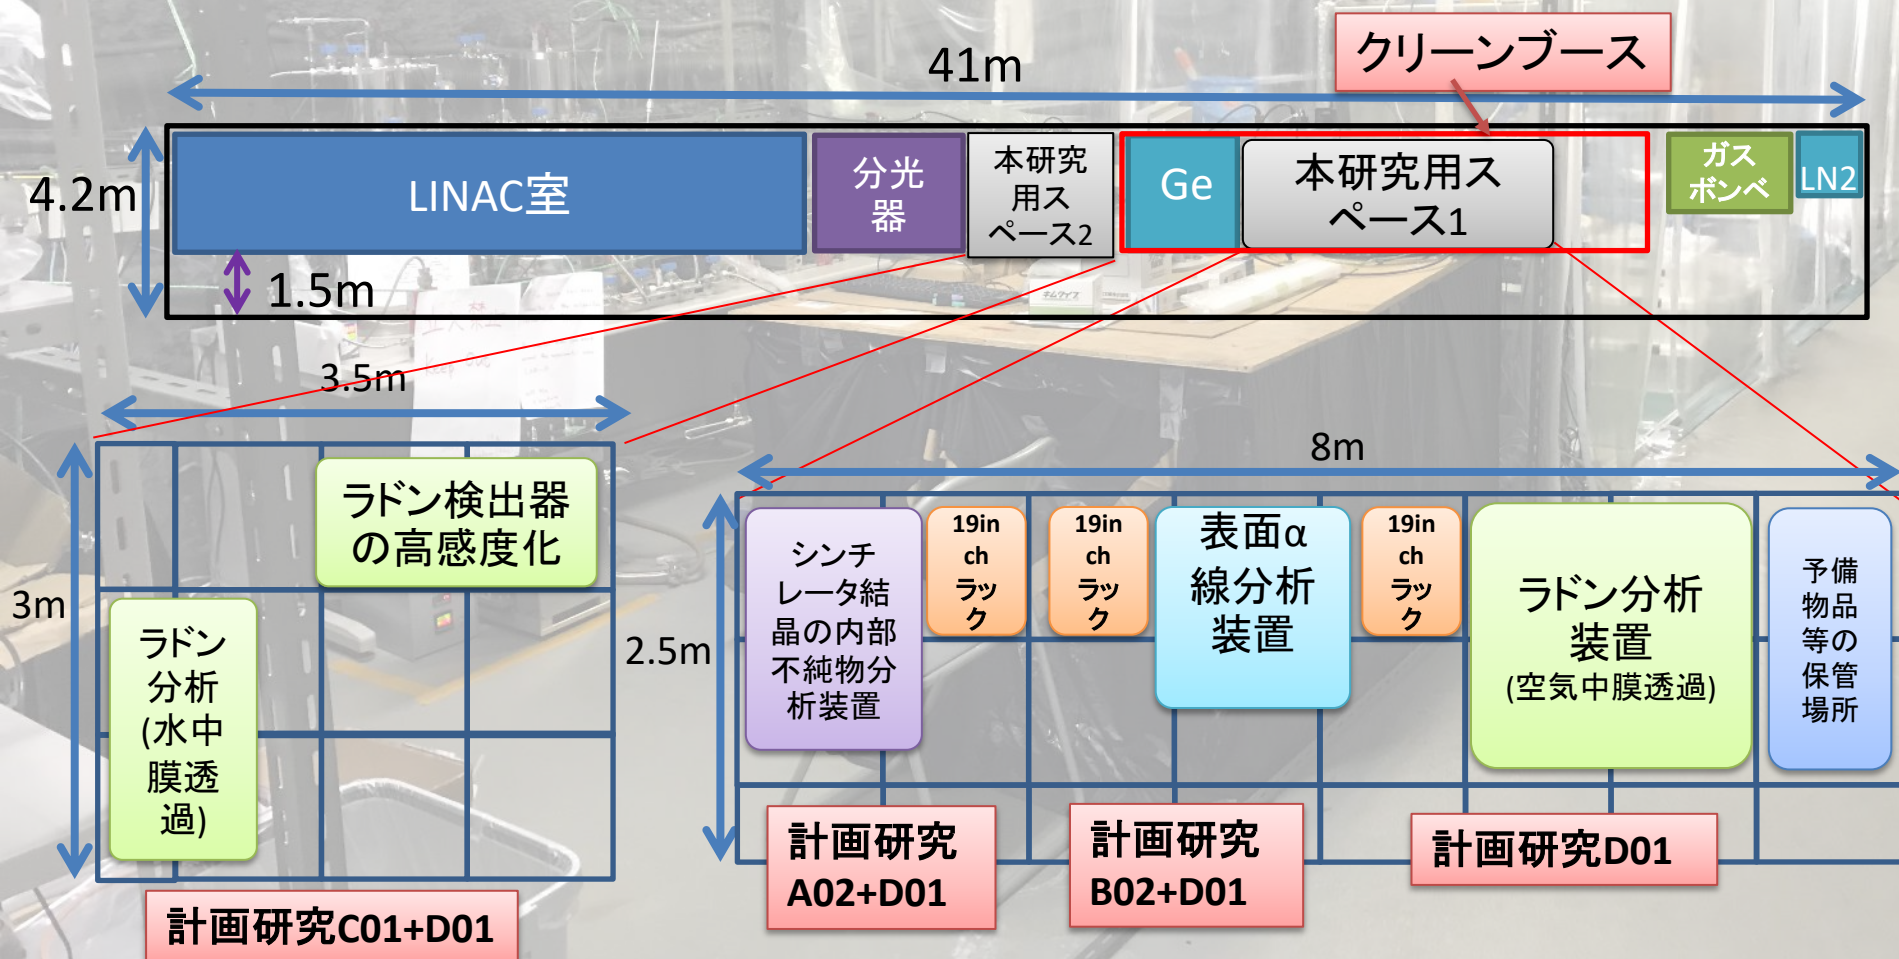 41m
クリーンブース
4.2m
LINAC室
分光
器
本研究
用ス
ペース2
Ge
本研究用ス
ペース1
ガス
ボンベ
LN2
1.5m
3.5m
3m
ラドン検出器
の高感度化
ラドン
分析
(水中
膜透
過)
計画研究C01+D01
8m
2.5m
シンチ
レータ結
晶の内部
不純物分
析装置
19in
ch
ラッ
ク
19in
ch
ラッ
ク
表面α
線分析
装置
19in
ch
ラッ
ク
ラドン分析
装置
(空気中膜透過)
予備
物品
等の
保管
場所
計画研究
A02+D01
計画研究
B02+D01
計画研究D01
キムワイプ